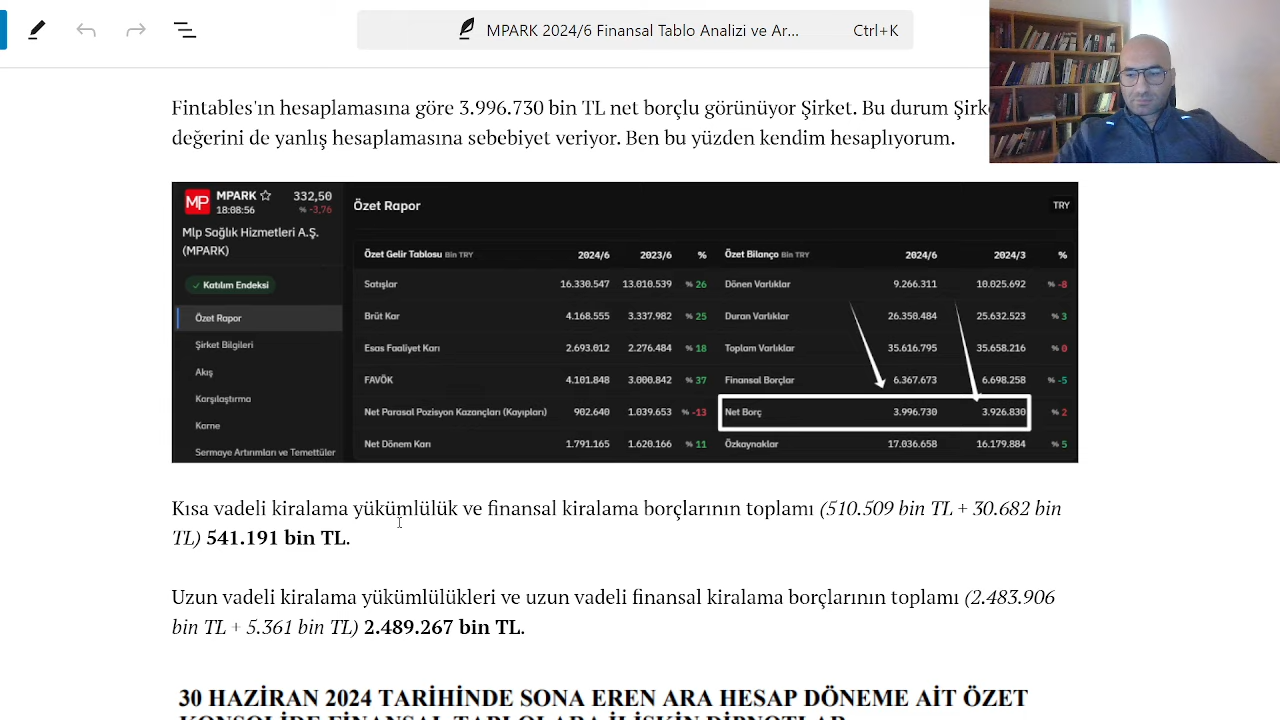 MPARK 2024/6 Finansal Tablo Analizi ve Ar... Ctrl+K
Fintables'ın hesaplamasına göre 3.996.730 bin TL net borçlu görünüyor Şirket. Bu durum Şirke
değerini de yanlış hesaplamasına sebebiyet veriyor. Ben bu yüzden kendim hesaplıyorum.
MP MPARK 332,50
18:08:56 % -3,76
Mlp Sağlık Hizmetleri A.Ş.
(MPARK)
✓ Katılım Endeksi
Özet Rapor
Şirket Bilgileri
Akış
Karşılaştırma
Karne
Sermaye Artırımları ve Temettüler
Özet Rapor TRY
Özet Gelir Tablosu Bin TRY 2024/6 2023/6 % Özet Bilanço Bin TRY 2024/6 2024/3 %
Satışlar 16.330.547 13.010.539 % 26 Dönen Varlıklar 9.266.311 10.025.692 % -8
Brüt Kar 4.168.555 3.337.982 % 25 Duran Varlıklar 26.350.484 25.632.523 % 3
Esas Faaliyet Karı 2.693.012 2.276.484 % 18 Toplam Varlıklar 35.616.795 35.658.216 % 0
FAVÖK 4.101.848 3.000.842 % 37 Finansal Borçlar 6.367.673 6.698.258 % -5
Net Parasal Pozisyon Kazançları (Kayıpları) 902.640 1.039.653 % -13 Net Borç 3.996.730 3.926.830 % 2
Net Dönem Karı 1.791.165 1.620.166 % 11 Özkaynaklar 17.036.658 16.179.884 % 5
Kısa vadeli kiralama yükümlülük ve finansal kiralama borçlarının toplamı (510.509 bin TL + 30.682 bin
TL) 541.191 bin TL.
Uzun vadeli kiralama yükümlülükleri ve uzun vadeli finansal kiralama borçlarının toplamı (2.483.906
bin TL + 5.361 bin TL) 2.489.267 bin TL.
30 HAZİRAN 2024 TARİHİNDE SONA EREN ARA HESAP DÖNEME AİT ÖZET
KONSOLİDE FİNANSAL TABLOLARA İLİŞKİN DİPNOTLAR